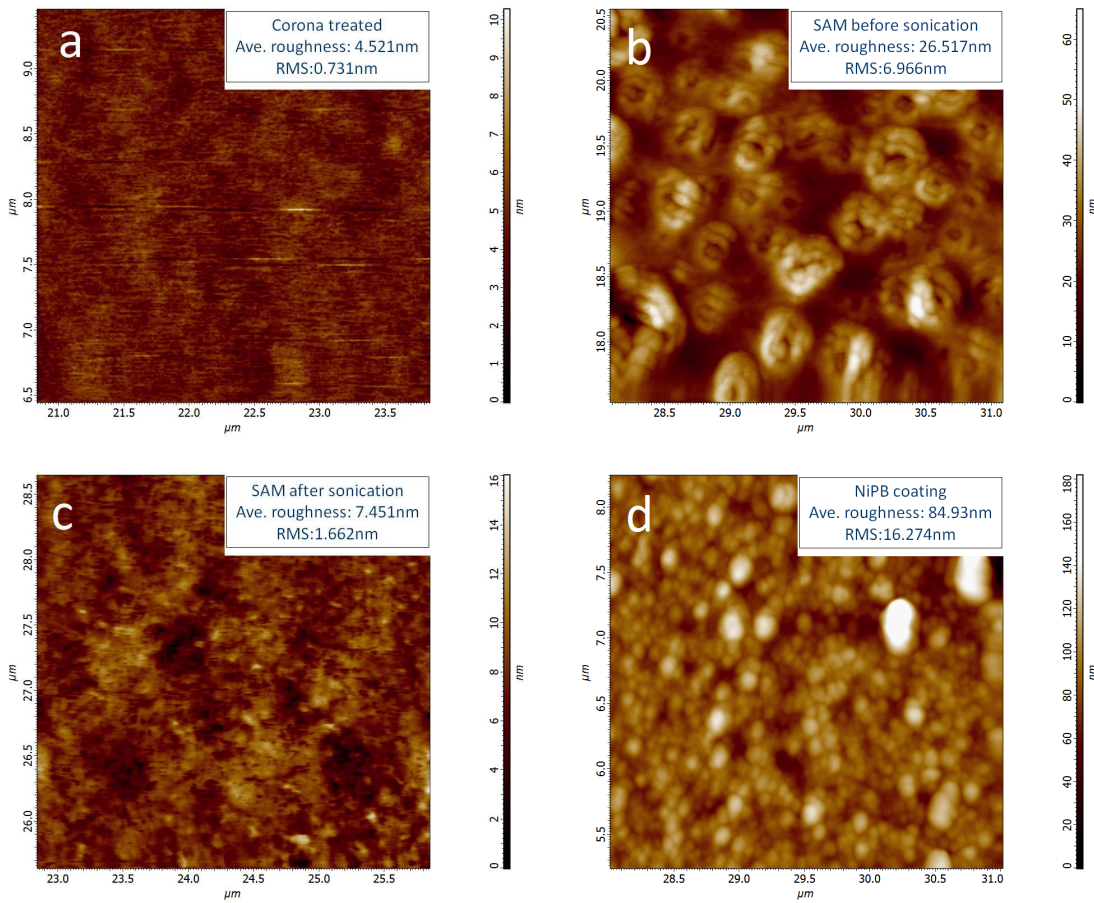 a
Corona treated
Ave. roughness: 4.521nm
RMS:0.731nm
10
9
8
7
6
5
4
3
2
1
0
nm
9.0
8.5
8.0
7.5
7.0
6.5
µm
21.0 21.5 22.0 22.5 23.0 23.5
µm
b
SAM before sonication
Ave. roughness: 26.517nm
RMS:6.966nm
60
50
40
30
20
10
0
nm
20.5
20.0
19.5
19.0
18.5
18.0
µm
28.5 29.0 29.5 30.0 30.5 31.0
µm
c
SAM after sonication
Ave. roughness: 7.451nm
RMS:1.662nm
16
14
12
10
8
6
4
2
0
nm
28.5
28.0
27.5
27.0
26.5
26.0
µm
23.0 23.5 24.0 24.5 25.0 25.5
µm
d
NiPB coating
Ave. roughness: 84.93nm
RMS:16.274nm
180
160
140
120
100
80
60
40
20
0
nm
8.0
7.5
7.0
6.5
6.0
5.5
µm
28.5 29.0 29.5 30.0 30.5 31.0
µm